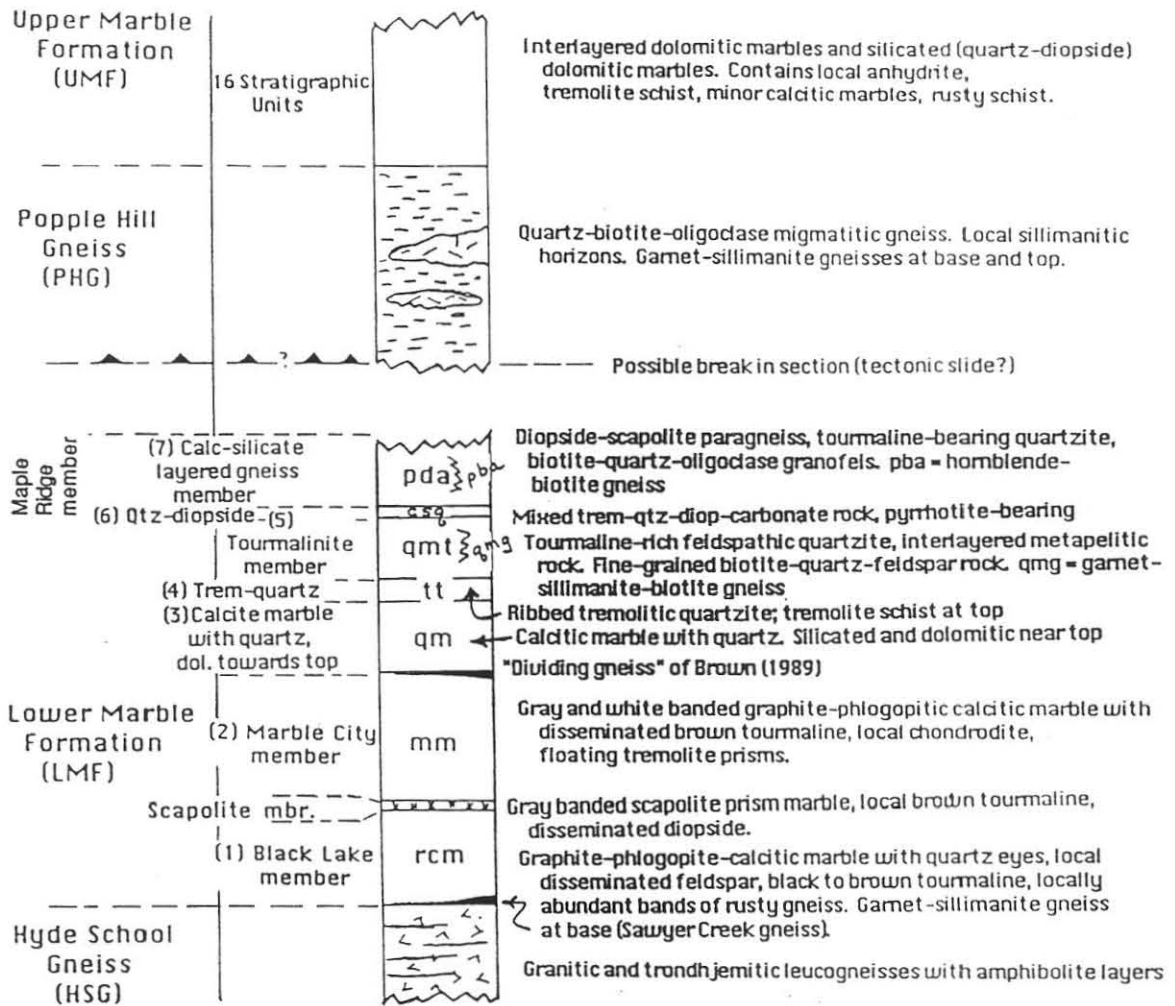 Upper Marble
Formation
(UMF)
16 Stratigraphic
Units
Interlayered dolomitic marbles and silicated (quartz-diopside)
dolomitic marbles. Contains local anhydrite,
tremolite schist, minor calcitic marbles, rusty schist.
Popple Hill
Gneiss
(PHG)
Quartz-biotite-oligoclase migmatitic gneiss. Local sillimanitic
horizons. Garnet-sillimanite gneisses at base and top.
?
Possible break in section (tectonic slide?)
Maple
Ridge
member
(7) Calc-silicate
layered gneiss
member
pda
pba
Diopside-scapolite paragneiss, tourmaline-bearing quartzite,
biotite-quartz-oligoclase granofels. pba = hornblende-
biotite gneiss
(6) Qtz-diopside-(5)
csq
Mixed trem-qtz-diop-carbonate rock, pyrrhotite-bearing
Tourmalinite
member
qmt
qmg
Tourmaline-rich feldspathic quartzite, interlayered metapelitic
rock. Fine-grained biotite-quartz-feldspar rock. qmg = garnet-
sillimanite-biotite gneiss
(4) Trem-quartz
tt
Ribbed tremolitic quartzite; tremolite schist at top
(3) Calcite marble
with quartz,
dol. towards top
qm
Calcitic marble with quartz. Silicated and dolomitic near top
"Dividing gneiss" of Brown (1989)
Lower Marble
Formation
(LMF)
(2) Marble City
member
mm
Gray and white banded graphite-phlogopitic calcitic marble with
disseminated brown tourmaline, local chondrodite,
floating tremolite prisms.
Scapolite mbr.
Gray banded scapolite prism marble, local brown tourmaline,
disseminated diopside.
(1) Black Lake
member
rcm
Graphite-phlogopite-calcitic marble with quartz eyes, local
disseminated feldspar, black to brown tourmaline, locally
abundant bands of rusty gneiss. Garnet-sillimanite gneiss
at base (Sawyer Creek gneiss).
Hyde School
Gneiss
(HSG)
Granitic and trondhjemitic leucogneisses with amphibolite layers